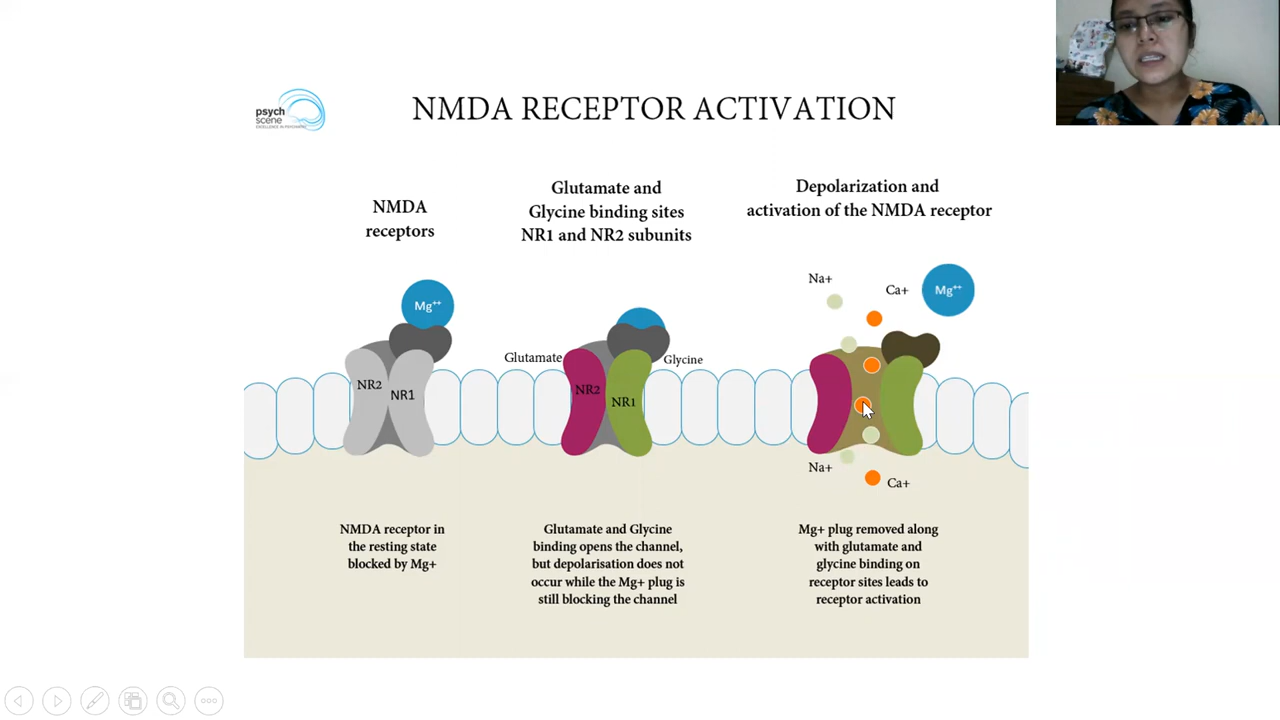 psych
scene
EXCELLENCE IN PSYCHIATRY
NMDA RECEPTOR ACTIVATION
NMDA
receptors
Glutamate and
Glycine binding sites
NR1 and NR2 subunits
Depolarization and
activation of the NMDA receptor
Mg⁺⁺
NR2
NR1
Glutamate
Glycine
NR2
NR1
Na+
Ca+
Mg⁺⁺
Na+
Ca+
NMDA receptor in
the resting state
blocked by Mg+
Glutamate and Glycine
binding opens the channel,
but depolarisation does not
occur while the Mg+ plug is
still blocking the channel
Mg+ plug removed along
with glutamate and
glycine binding on
receptor sites leads to
receptor activation